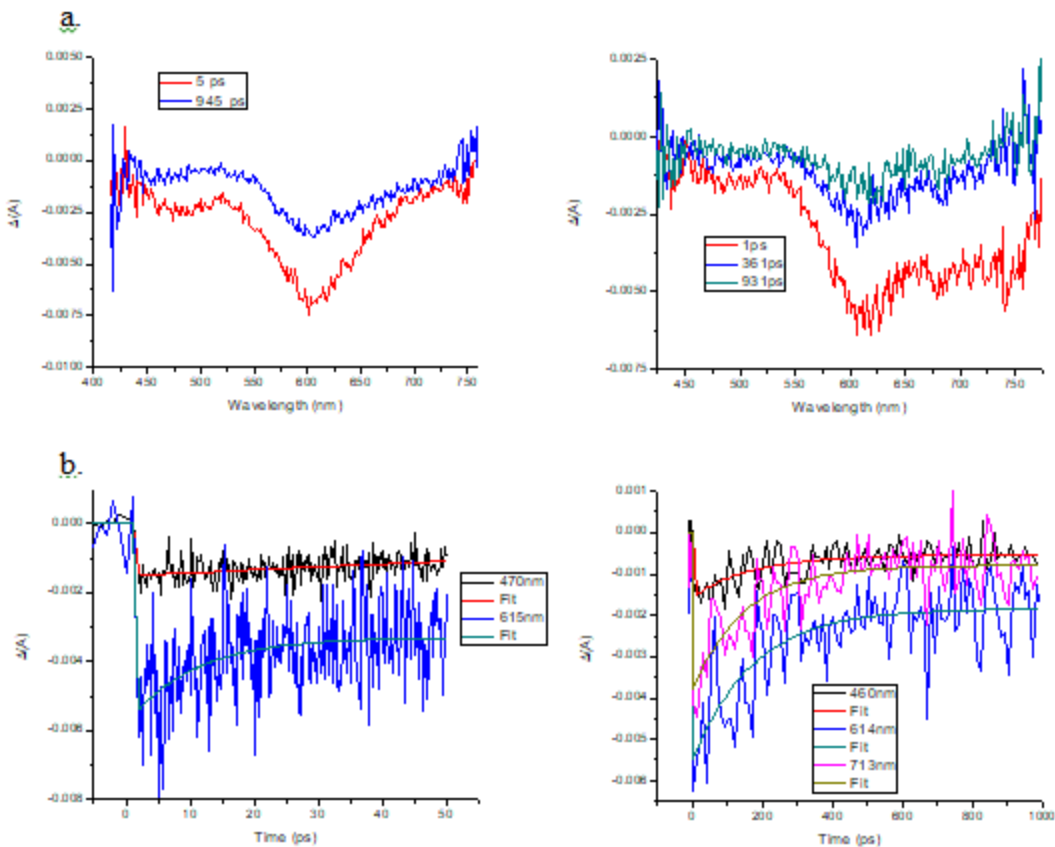 a.
0.0050
0.0025
0.0000
-0.0025
-0.0050
-0.0075
-0.0100
Δ(A)
5 ps
945 ps
400 450 500 550 600 650 700 750
Wavelength (nm)
0.0025
0.0000
-0.0025
-0.0050
-0.0075
Δ(A)
1ps
361ps
931ps
450 500 550 600 650 700 750
Wavelength (nm)
b.
0.000
-0.002
-0.004
-0.006
-0.008
Δ(A)
470nm
Fit
615nm
Fit
0 10 20 30 40 50
Time (ps)
0.001
0.000
-0.001
-0.002
-0.003
-0.004
-0.005
-0.006
Δ(A)
460nm
Fit
614nm
Fit
713nm
Fit
0 200 400 600 800 1000
Time (ps)